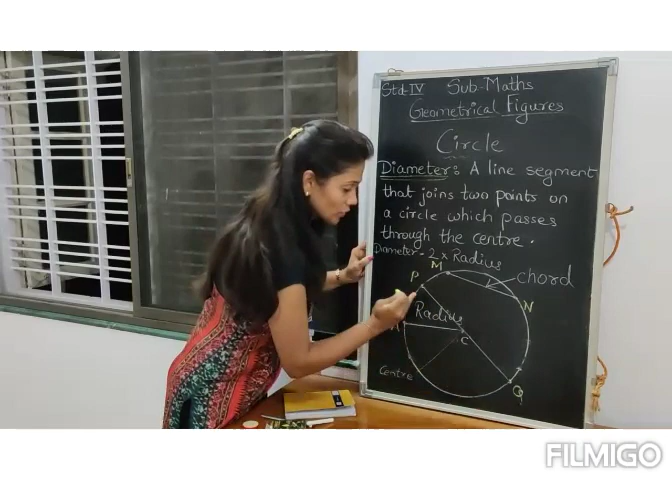 Std-IV Sub-Maths
Geometrical Figures
Circle
Diameter: A line segment
that joins two points on
a circle which passes
through the centre.
Diameter = 2 x Radius
M
chord
P
N
Radius
C
Centre
Q
FILMIGO